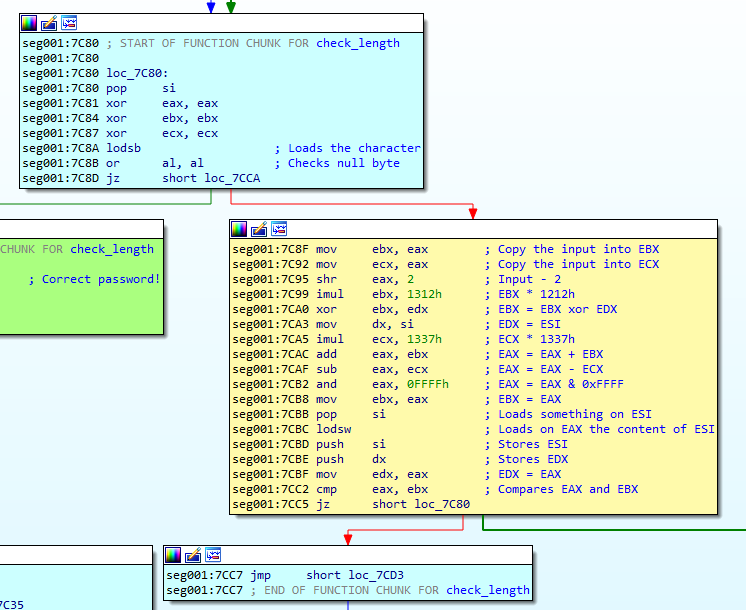 seg001:7C80 ; START OF FUNCTION CHUNK FOR check_length
seg001:7C80
seg001:7C80 loc_7C80:
seg001:7C80 pop si
seg001:7C81 xor eax, eax
seg001:7C84 xor ebx, ebx
seg001:7C87 xor ecx, ecx
seg001:7C8A lodsb ; Loads the character
seg001:7C8B or al, al ; Checks null byte
seg001:7C8D jz short loc_7CCA
CHUNK FOR check_length
; Correct password!
seg001:7C8F mov ebx, eax ; Copy the input into EBX
seg001:7C92 mov ecx, eax ; Copy the input into ECX
seg001:7C95 shr eax, 2 ; Input - 2
seg001:7C99 imul ebx, 1312h ; EBX * 1212h
seg001:7CA0 xor ebx, edx ; EBX = EBX xor EDX
seg001:7CA3 mov dx, si ; EDX = ESI
seg001:7CA5 imul ecx, 1337h ; ECX * 1337h
seg001:7CAC add eax, ebx ; EAX = EAX + EBX
seg001:7CAF sub eax, ecx ; EAX = EAX - ECX
seg001:7CB2 and eax, 0FFFFh ; EAX = EAX & 0xFFFF
seg001:7CB8 mov ebx, eax ; EBX = EAX
seg001:7CBB pop si ; Loads something on ESI
seg001:7CBC lodsw ; Loads on EAX the content of ESI
seg001:7CBD push si ; Stores ESI
seg001:7CBE push dx ; Stores EDX
seg001:7CBF mov edx, eax ; EDX = EAX
seg001:7CC2 cmp eax, ebx ; Compares EAX and EBX
seg001:7CC5 jz short loc_7C80
seg001:7CC7 jmp short loc_7CD3
seg001:7CC7 ; END OF FUNCTION CHUNK FOR check_length
7C35